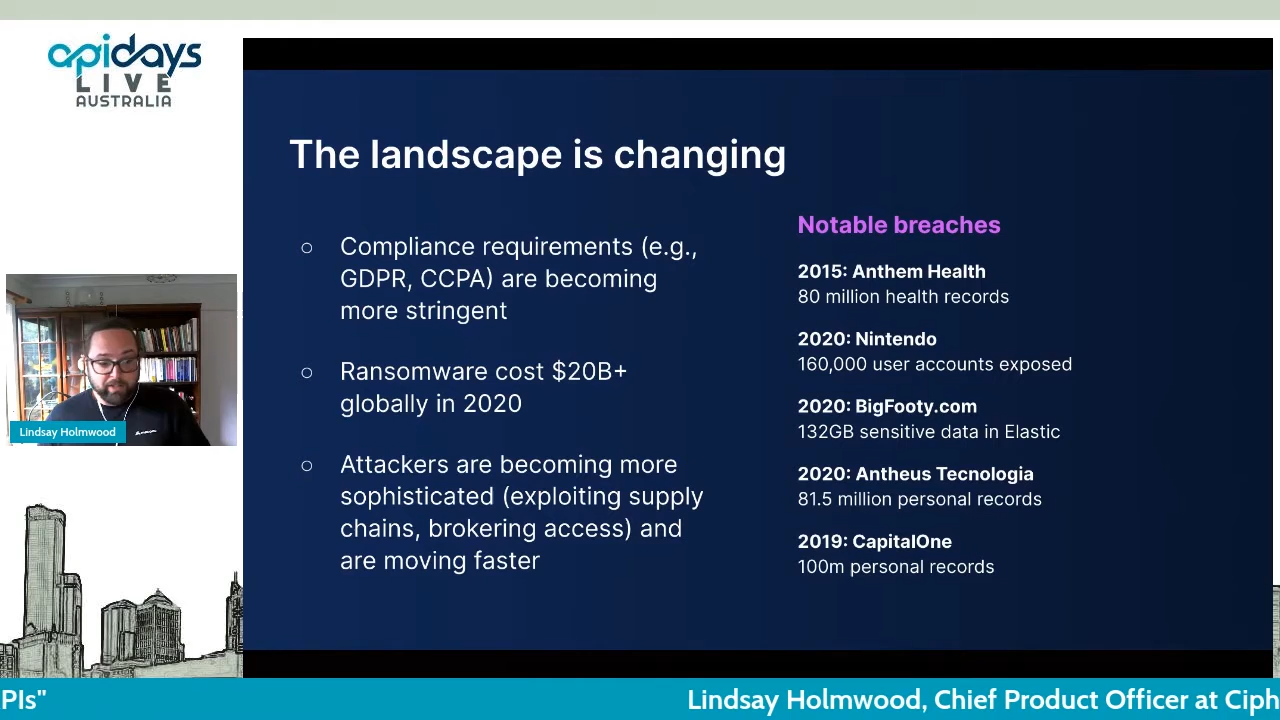 apidays
LIVE
AUSTRALIA
The landscape is changing
○ Compliance requirements (e.g.,
GDPR, CCPA) are becoming
more stringent
○ Ransomware cost $20B+
globally in 2020
○ Attackers are becoming more
sophisticated (exploiting supply
chains, brokering access) and
are moving faster
Notable breaches
2015: Anthem Health
80 million health records
2020: Nintendo
160,000 user accounts exposed
2020: BigFooty.com
132GB sensitive data in Elastic
2020: Antheus Tecnologia
81.5 million personal records
2019: CapitalOne
100m personal records
Lindsay Holmwood
PIs" Lindsay Holmwood, Chief Product Officer at Ciph